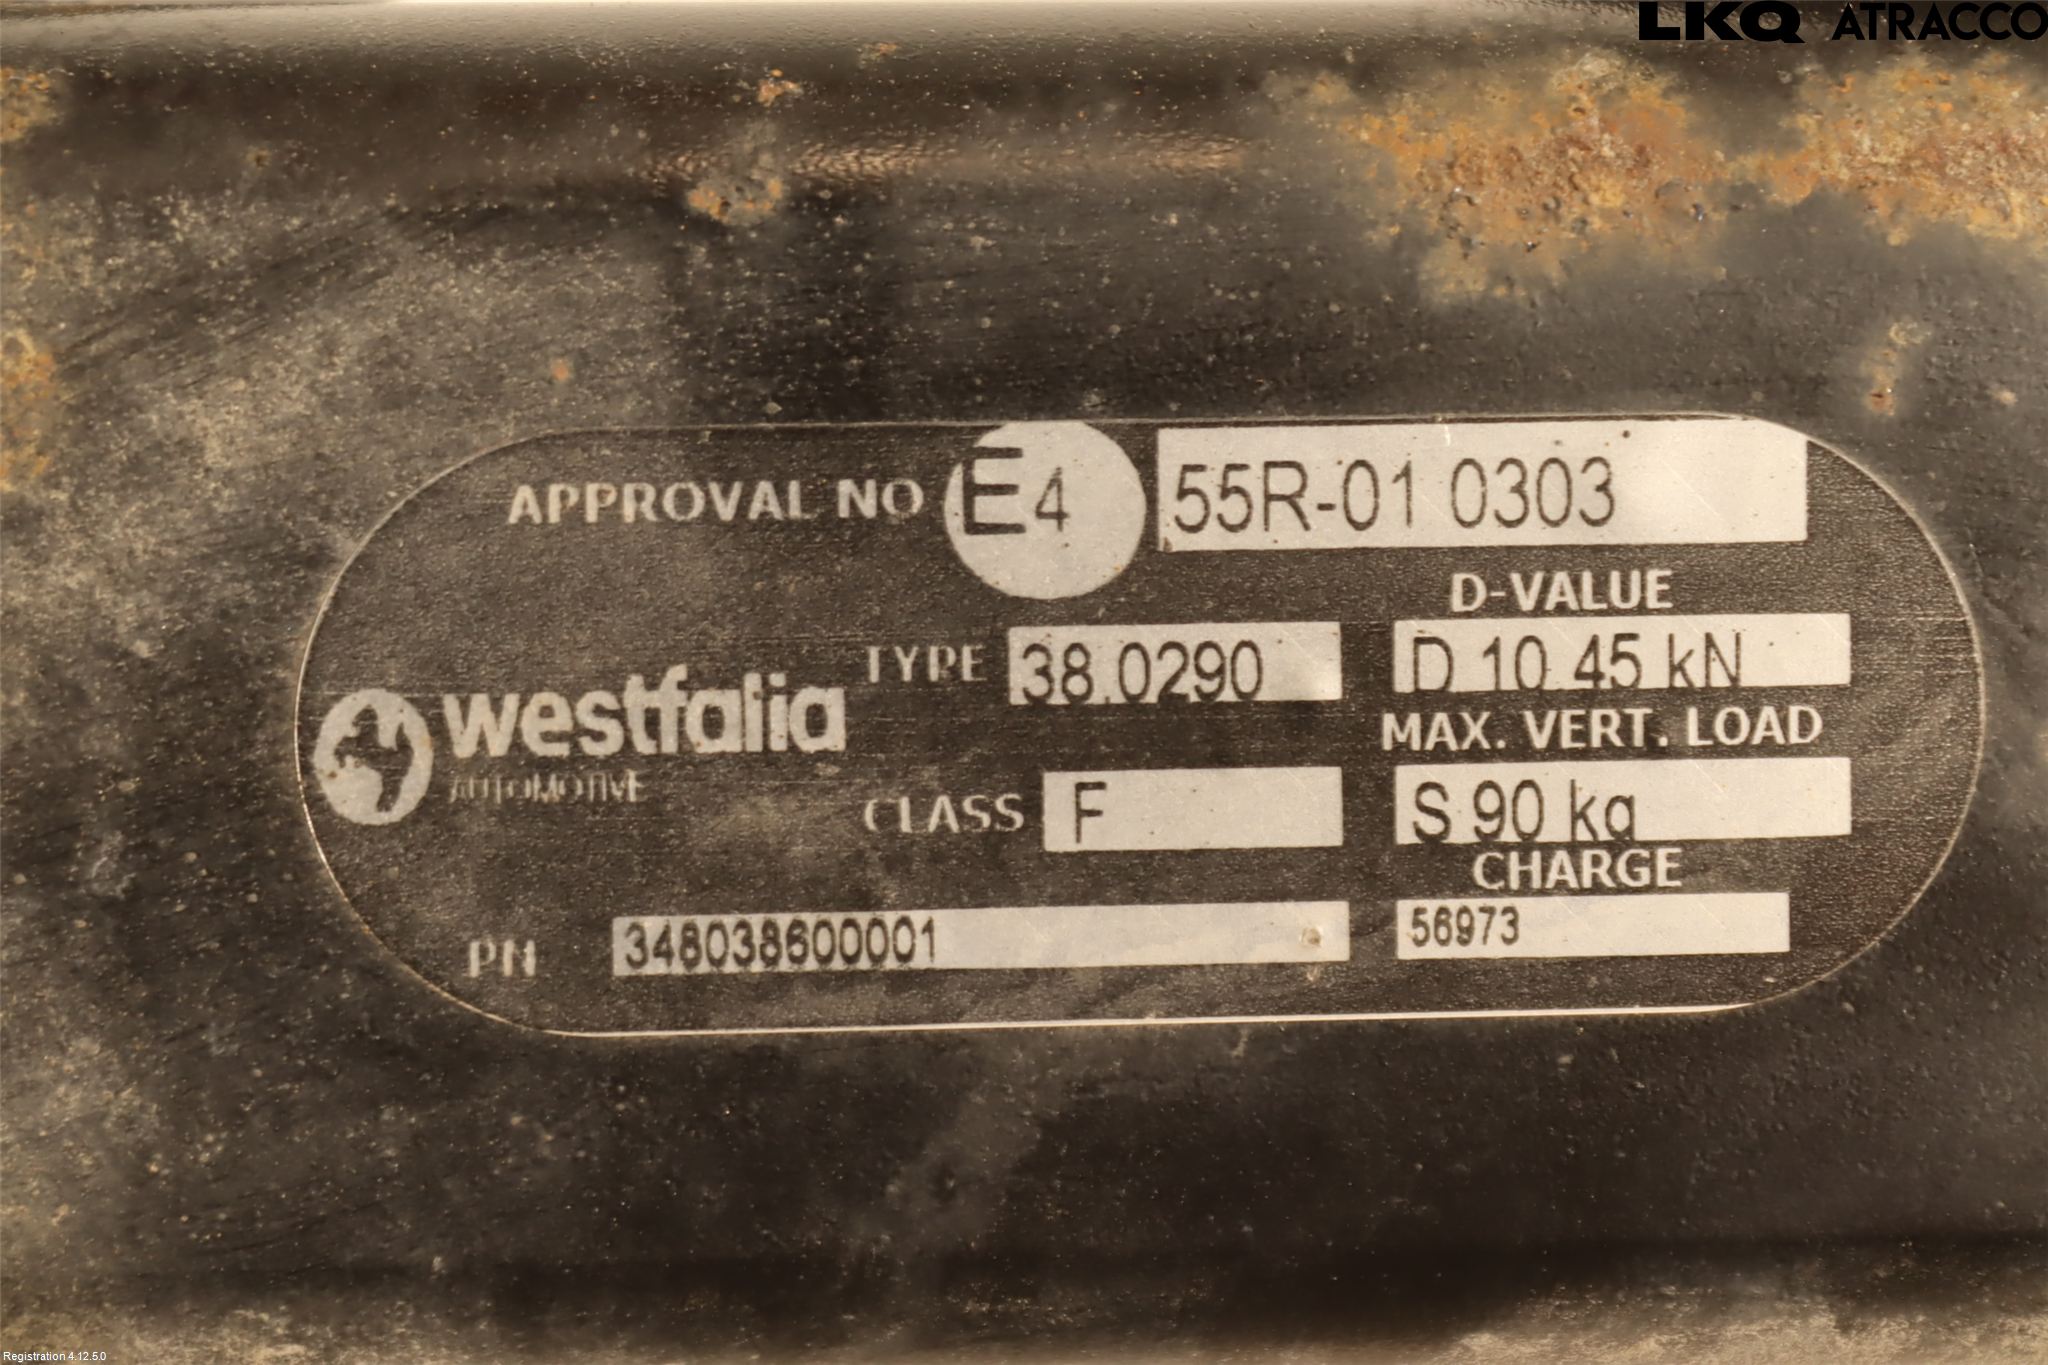 LKQ ATRACCO
APPROVAL NO E4 55R-01 0303
D-VALUE
TYPE 38.0290 D 10.45 kN
westfalia
AUTOMOTIVE
MAX. VERT. LOAD
CLASS F S 90 kg
CHARGE
PN 348038600001 56973
Registration 4.12.5.0